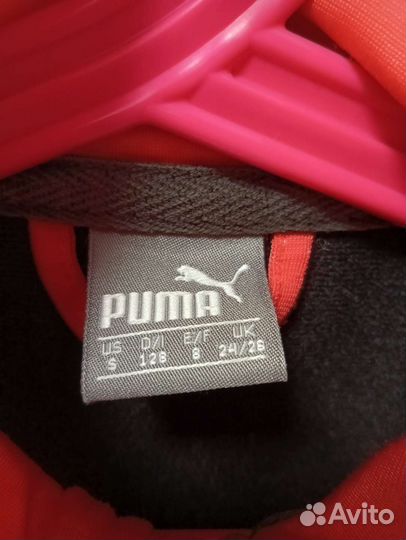 PUMA
US D/I E/F UK
S 128 8 24/26
Avito